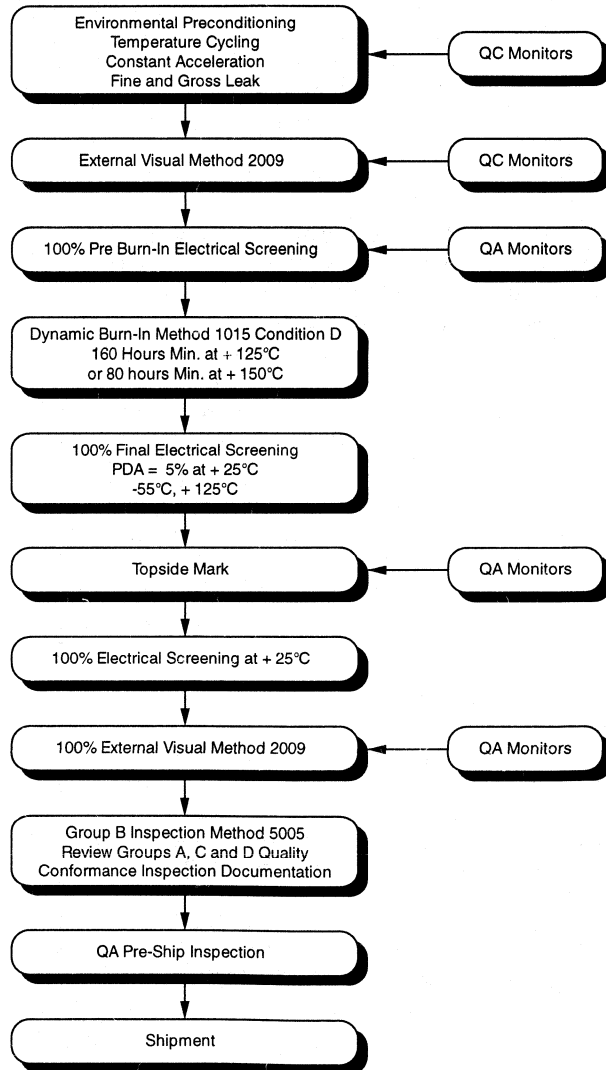 Environmental Preconditioning
Temperature Cycling
Constant Acceleration
Fine and Gross Leak
QC Monitors
External Visual Method 2009
QC Monitors
100% Pre Burn-In Electrical Screening
QA Monitors
Dynamic Burn-In Method 1015 Condition D
160 Hours Min. at + 125°C
or 80 hours Min. at + 150°C
100% Final Electrical Screening
PDA = 5% at + 25°C
-55°C, + 125°C
Topside Mark
QA Monitors
100% Electrical Screening at + 25°C
100% External Visual Method 2009
QA Monitors
Group B Inspection Method 5005
Review Groups A, C and D Quality
Conformance Inspection Documentation
QA Pre-Ship Inspection
Shipment